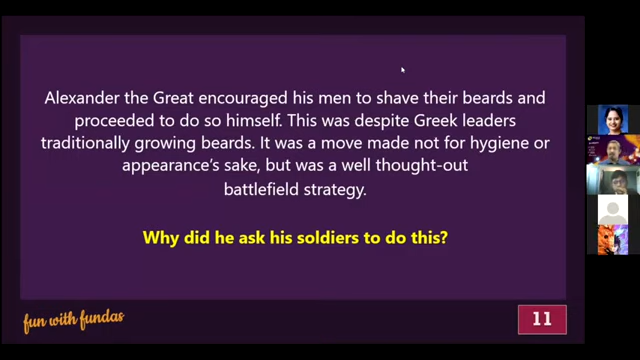 Alexander the Great encouraged his men to shave their beards and
proceeded to do so himself. This was despite Greek leaders
traditionally growing beards. It was a move made not for hygiene or
appearance's sake, but was a well thought-out
battlefield strategy.
Why did he ask his soldiers to do this?
fun with fundas
11